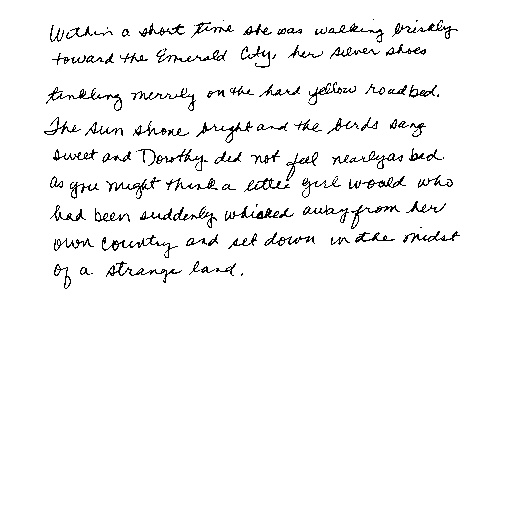 Within a short time she was walking briskly
toward the Emerald City, her silver shoes
tinkling merrily on the hard yellow roadbed.
The sun shone bright and the birds sang
sweet and Dorothy did not feel nearly as bad
as you might think a little girl would who
had been suddenly whisked away from her
own country and set down in the midst
of a strange land.